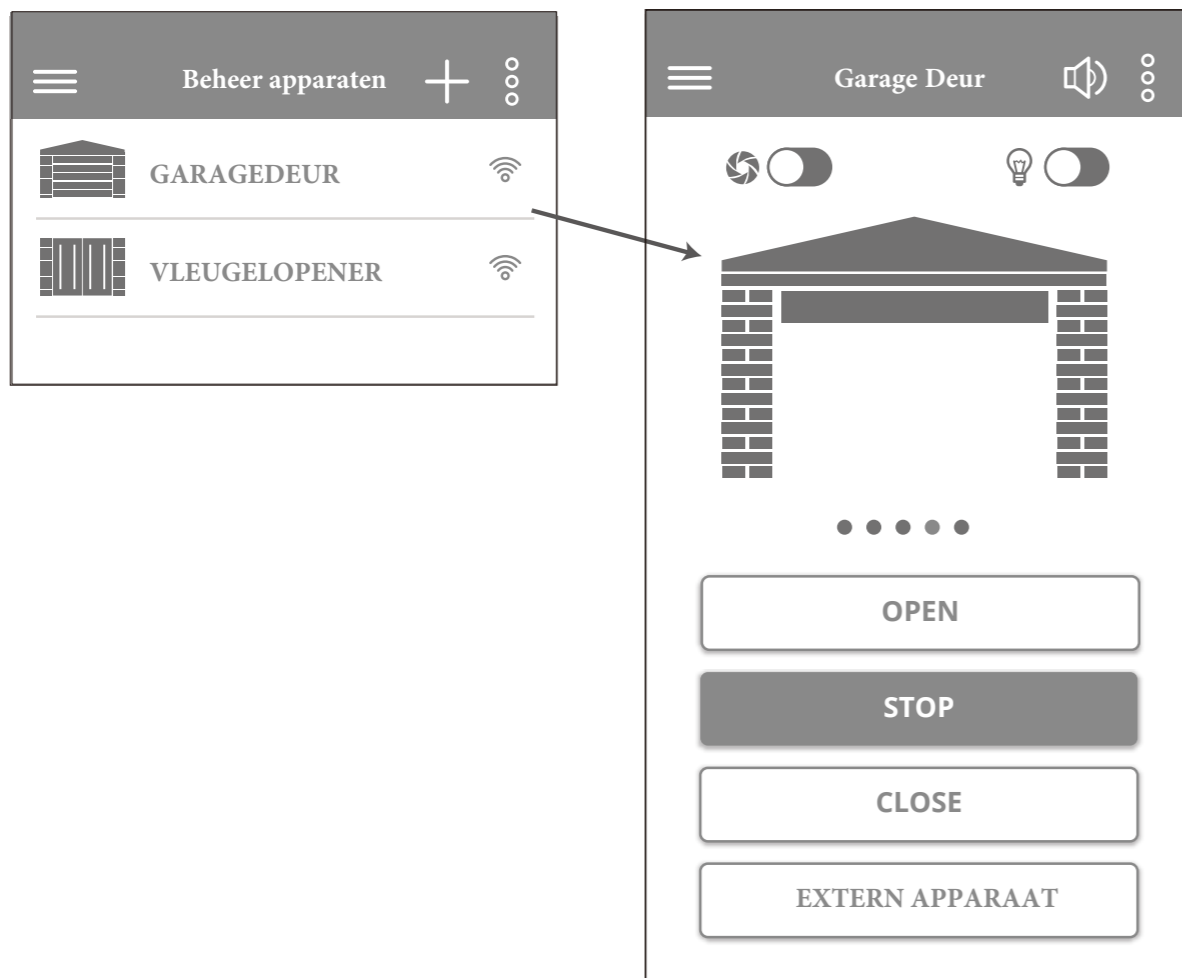 Beheer apparaten
GARAGEDEUR
VLEUGELOPENER
Garage Deur
OPEN
STOP
CLOSE
EXTERN APPARAAT